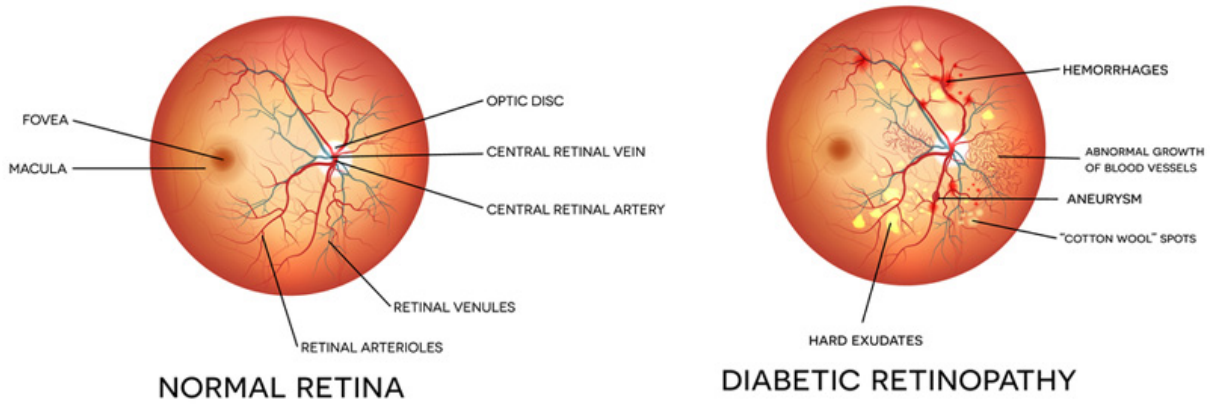 FOVEA
MACULA
OPTIC DISC
CENTRAL RETINAL VEIN
CENTRAL RETINAL ARTERY
RETINAL VENULES
RETINAL ARTERIOLES
NORMAL RETINA
HEMORRHAGES
ABNORMAL GROWTH
OF BLOOD VESSELS
ANEURYSM
"COTTON WOOL" SPOTS
HARD EXUDATES
DIABETIC RETINOPATHY